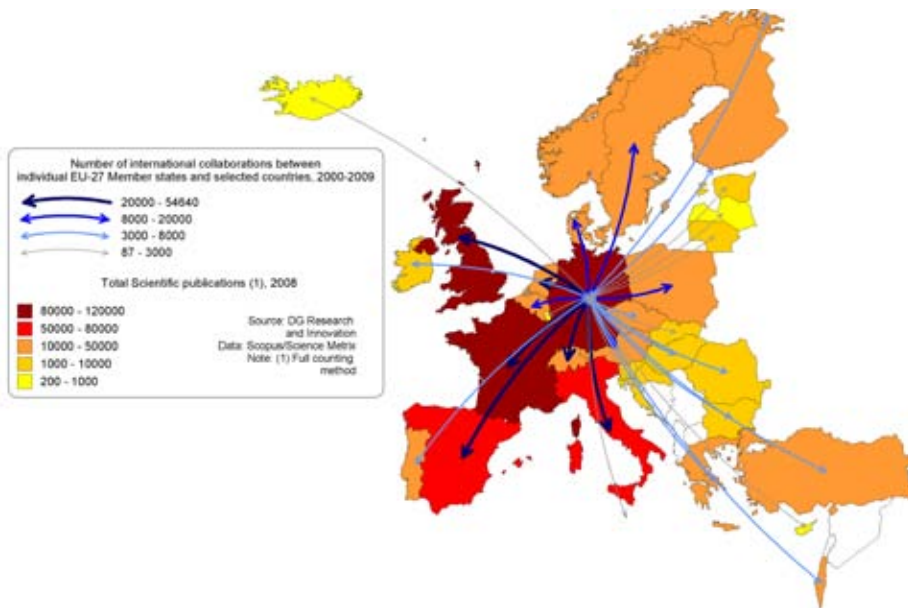 Number of international collaborations between
individual EU-27 Member states and selected countries, 2000-2009
20000 - 54640
8000 - 20000
3000 - 8000
87 - 3000
Total Scientific publications (1), 2008
80000 - 120000
50000 - 80000
10000 - 50000
1000 - 10000
200 - 1000
Source: DG Research
and Innovation
Data: Scopus/Science Metrix
Note: (1) Full counting
method